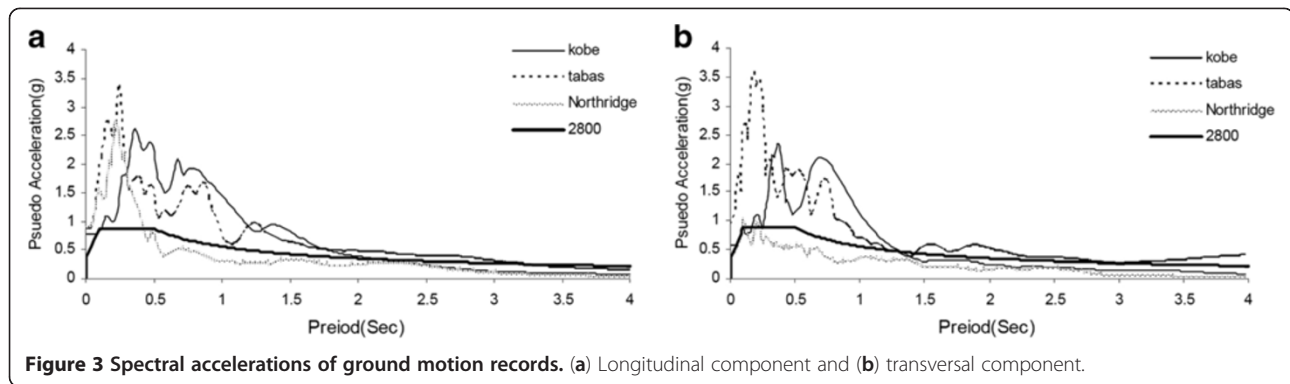 a
4
3.5
3
2.5
2
1.5
1
0.5
0
Psuedo Acceleration(g)
0 0.5 1 1.5 2 2.5 3 3.5 4
Preiod(Sec)
kobe
tabas
Northridge
2800
b
4
3.5
3
2.5
2
1.5
1
0.5
0
Psuedo Acceleration(g)
0 0.5 1 1.5 2 2.5 3 3.5 4
Preiod(Sec)
kobe
tabas
Northridge
2800
Figure 3 Spectral accelerations of ground motion records. (a) Longitudinal component and (b) transversal component.